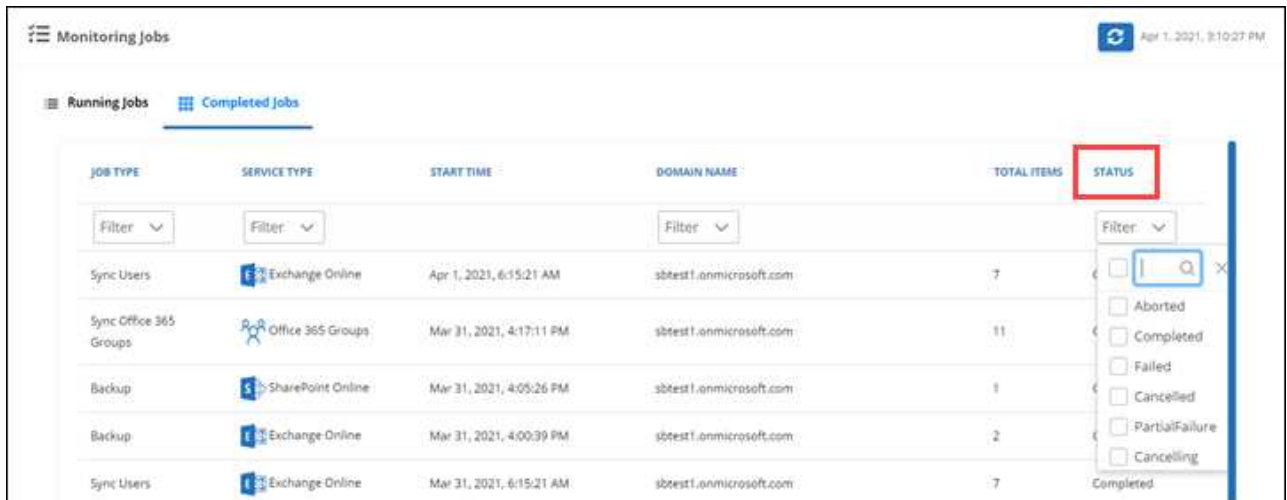 Monitoring Jobs
Apr 1, 2021, 3:10:27 PM
Running Jobs Completed Jobs
JOB TYPE SERVICE TYPE START TIME DOMAIN NAME TOTAL ITEMS STATUS
Filter Filter Filter Filter
Sync Users Exchange Online Apr 1, 2021, 6:15:21 AM sbtest1.onmicrosoft.com 7
Aborted
Sync Office 365 Groups Office 365 Groups Mar 31, 2021, 4:17:11 PM sbtest1.onmicrosoft.com 11
Completed
Failed
Backup SharePoint Online Mar 31, 2021, 4:05:26 PM sbtest1.onmicrosoft.com 1
Cancelled
PartialFailure
Backup Exchange Online Mar 31, 2021, 4:00:39 PM sbtest1.onmicrosoft.com 2
Cancelling
Sync Users Exchange Online Mar 31, 2021, 6:15:21 AM sbtest1.onmicrosoft.com 7 Completed